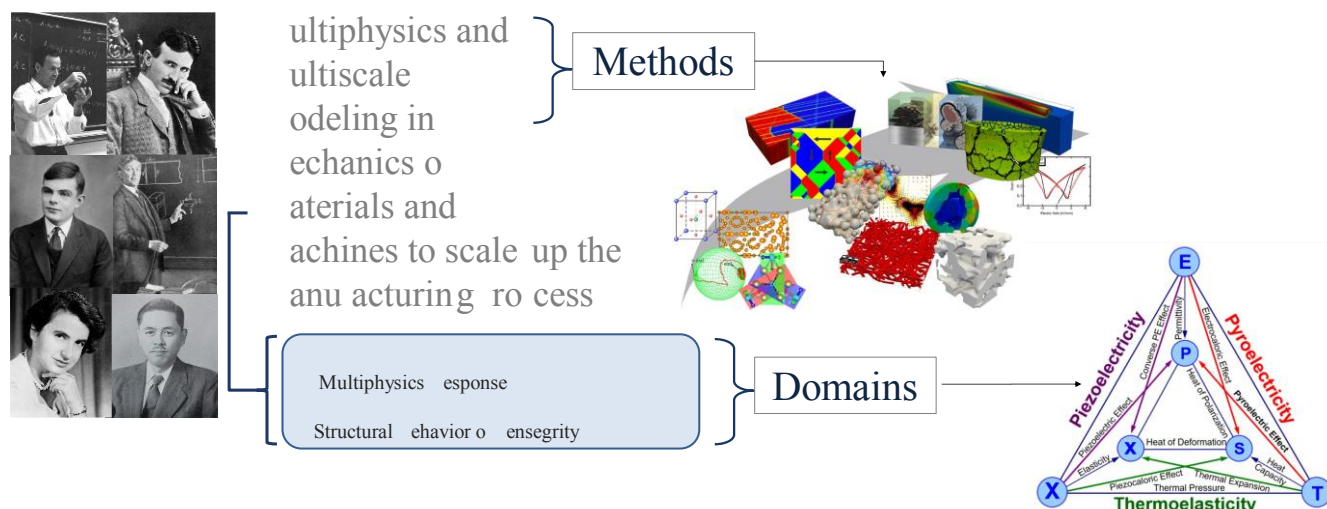 ultiphysics and
ultiscale
odeling in
echanics o
aterials and
achines to scale up the
anu acturing ro cess
Methods
Multiphysics esponse
Structural ehavior o ensegrity
Domains
E
Permittivity
Converse PE Effect
Electrocaloric Effect
Piezoelectricity
Pyroelectricity
P
Piezoelectric Effect
Heat of Polarization
Pyroelectric Effect
X
Heat of Deformation
S
Elasticity
Heat Capacity
Piezocaloric Effect
Thermal Expansion
X
Thermal Pressure
T
Thermoelasticity